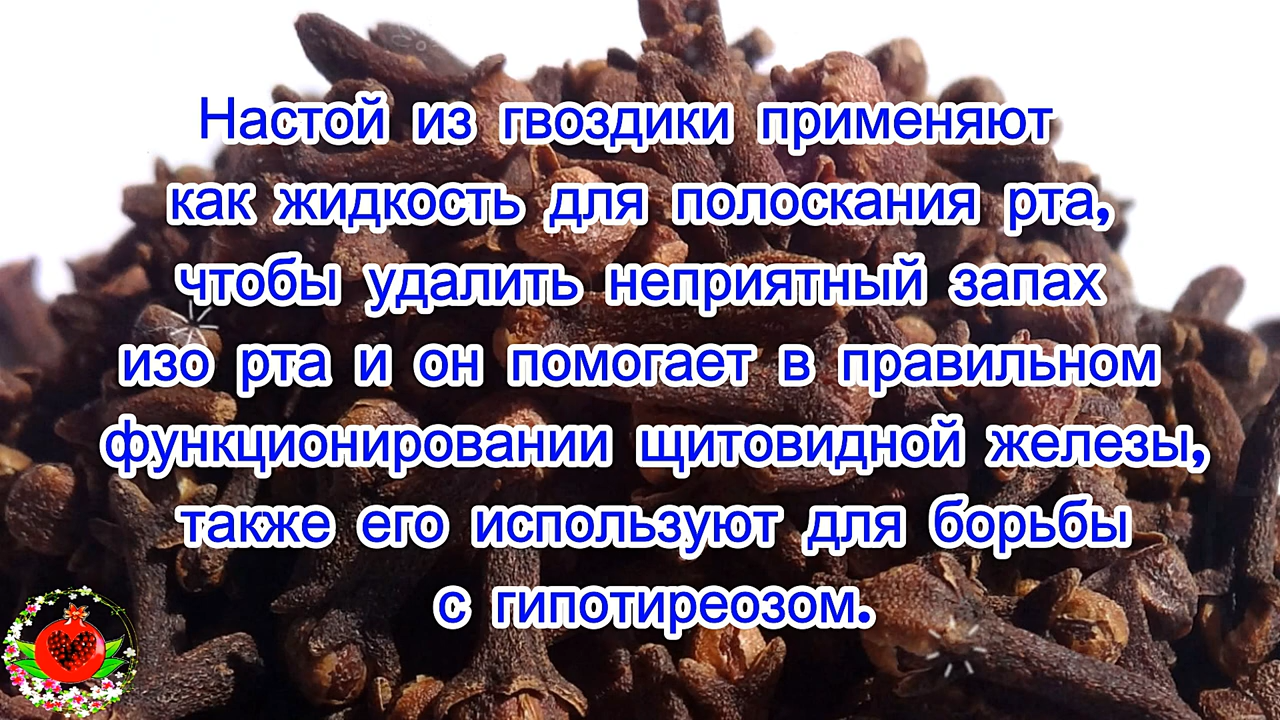 Настой из гвоздики применяют
как жидкость для полоскания рта,
чтобы удалить неприятный запах
изо рта и он помогает в правильном
функционировании щитовидной железы,
также его используют для борьбы
с гипотиреозом.